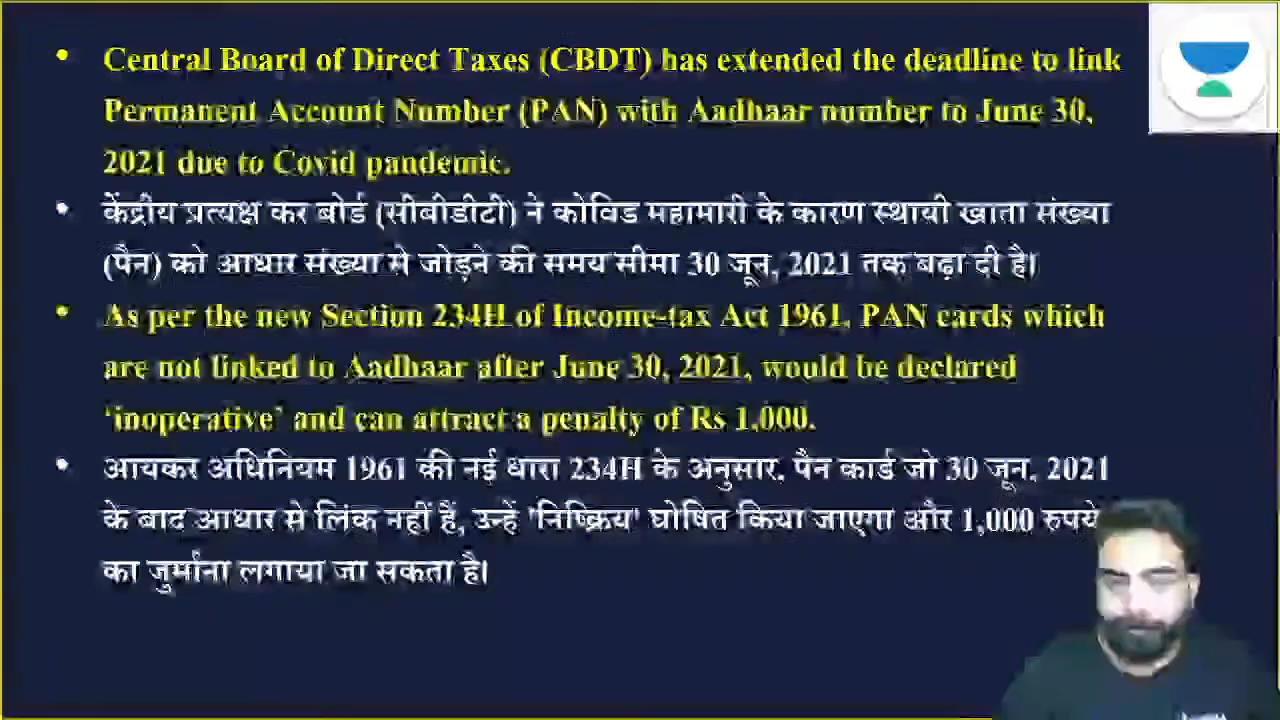 • Central Board of Direct Taxes (CBDT) has extended the deadline to link
Permanent Account Number (PAN) with Aadhaar number to June 30,
2021 due to Covid pandemic.
• केंद्रीय प्रत्यक्ष कर बोर्ड (सीबीडीटी) ने कोविड महामारी के कारण स्थायी खाता संख्या
(पैन) को आधार संख्या से जोड़ने की समय सीमा 30 जून, 2021 तक बढ़ा दी है।
• As per the new Section 234H of Income-tax Act 1961, PAN cards which
are not linked to Aadhaar after June 30, 2021, would be declared
‘inoperative’ and can attract a penalty of Rs 1,000.
• आयकर अधिनियम 1961 की नई धारा 234H के अनुसार, पैन कार्ड जो 30 जून, 2021
के बाद आधार से लिंक नहीं हैं, उन्हें 'निष्क्रिय' घोषित किया जाएगा और 1,000 रुपये
का जुर्माना लगाया जा सकता है।